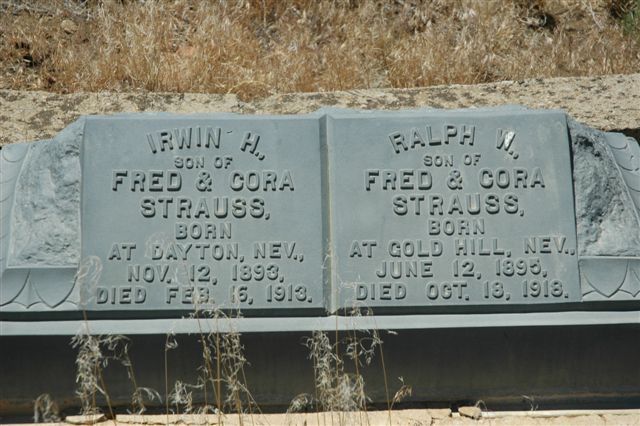 IRWIN H.,
SON OF
FRED & CORA
STRAUSS,
BORN
AT DAYTON, NEV.,
NOV. 12, 1893,
DIED FEB. 16, 1913.
RALPH W.,
SON OF
FRED & CORA
STRAUSS,
BORN
AT GOLD HILL, NEV.,
JUNE 12, 1895,
DIED OCT. 18, 1918.